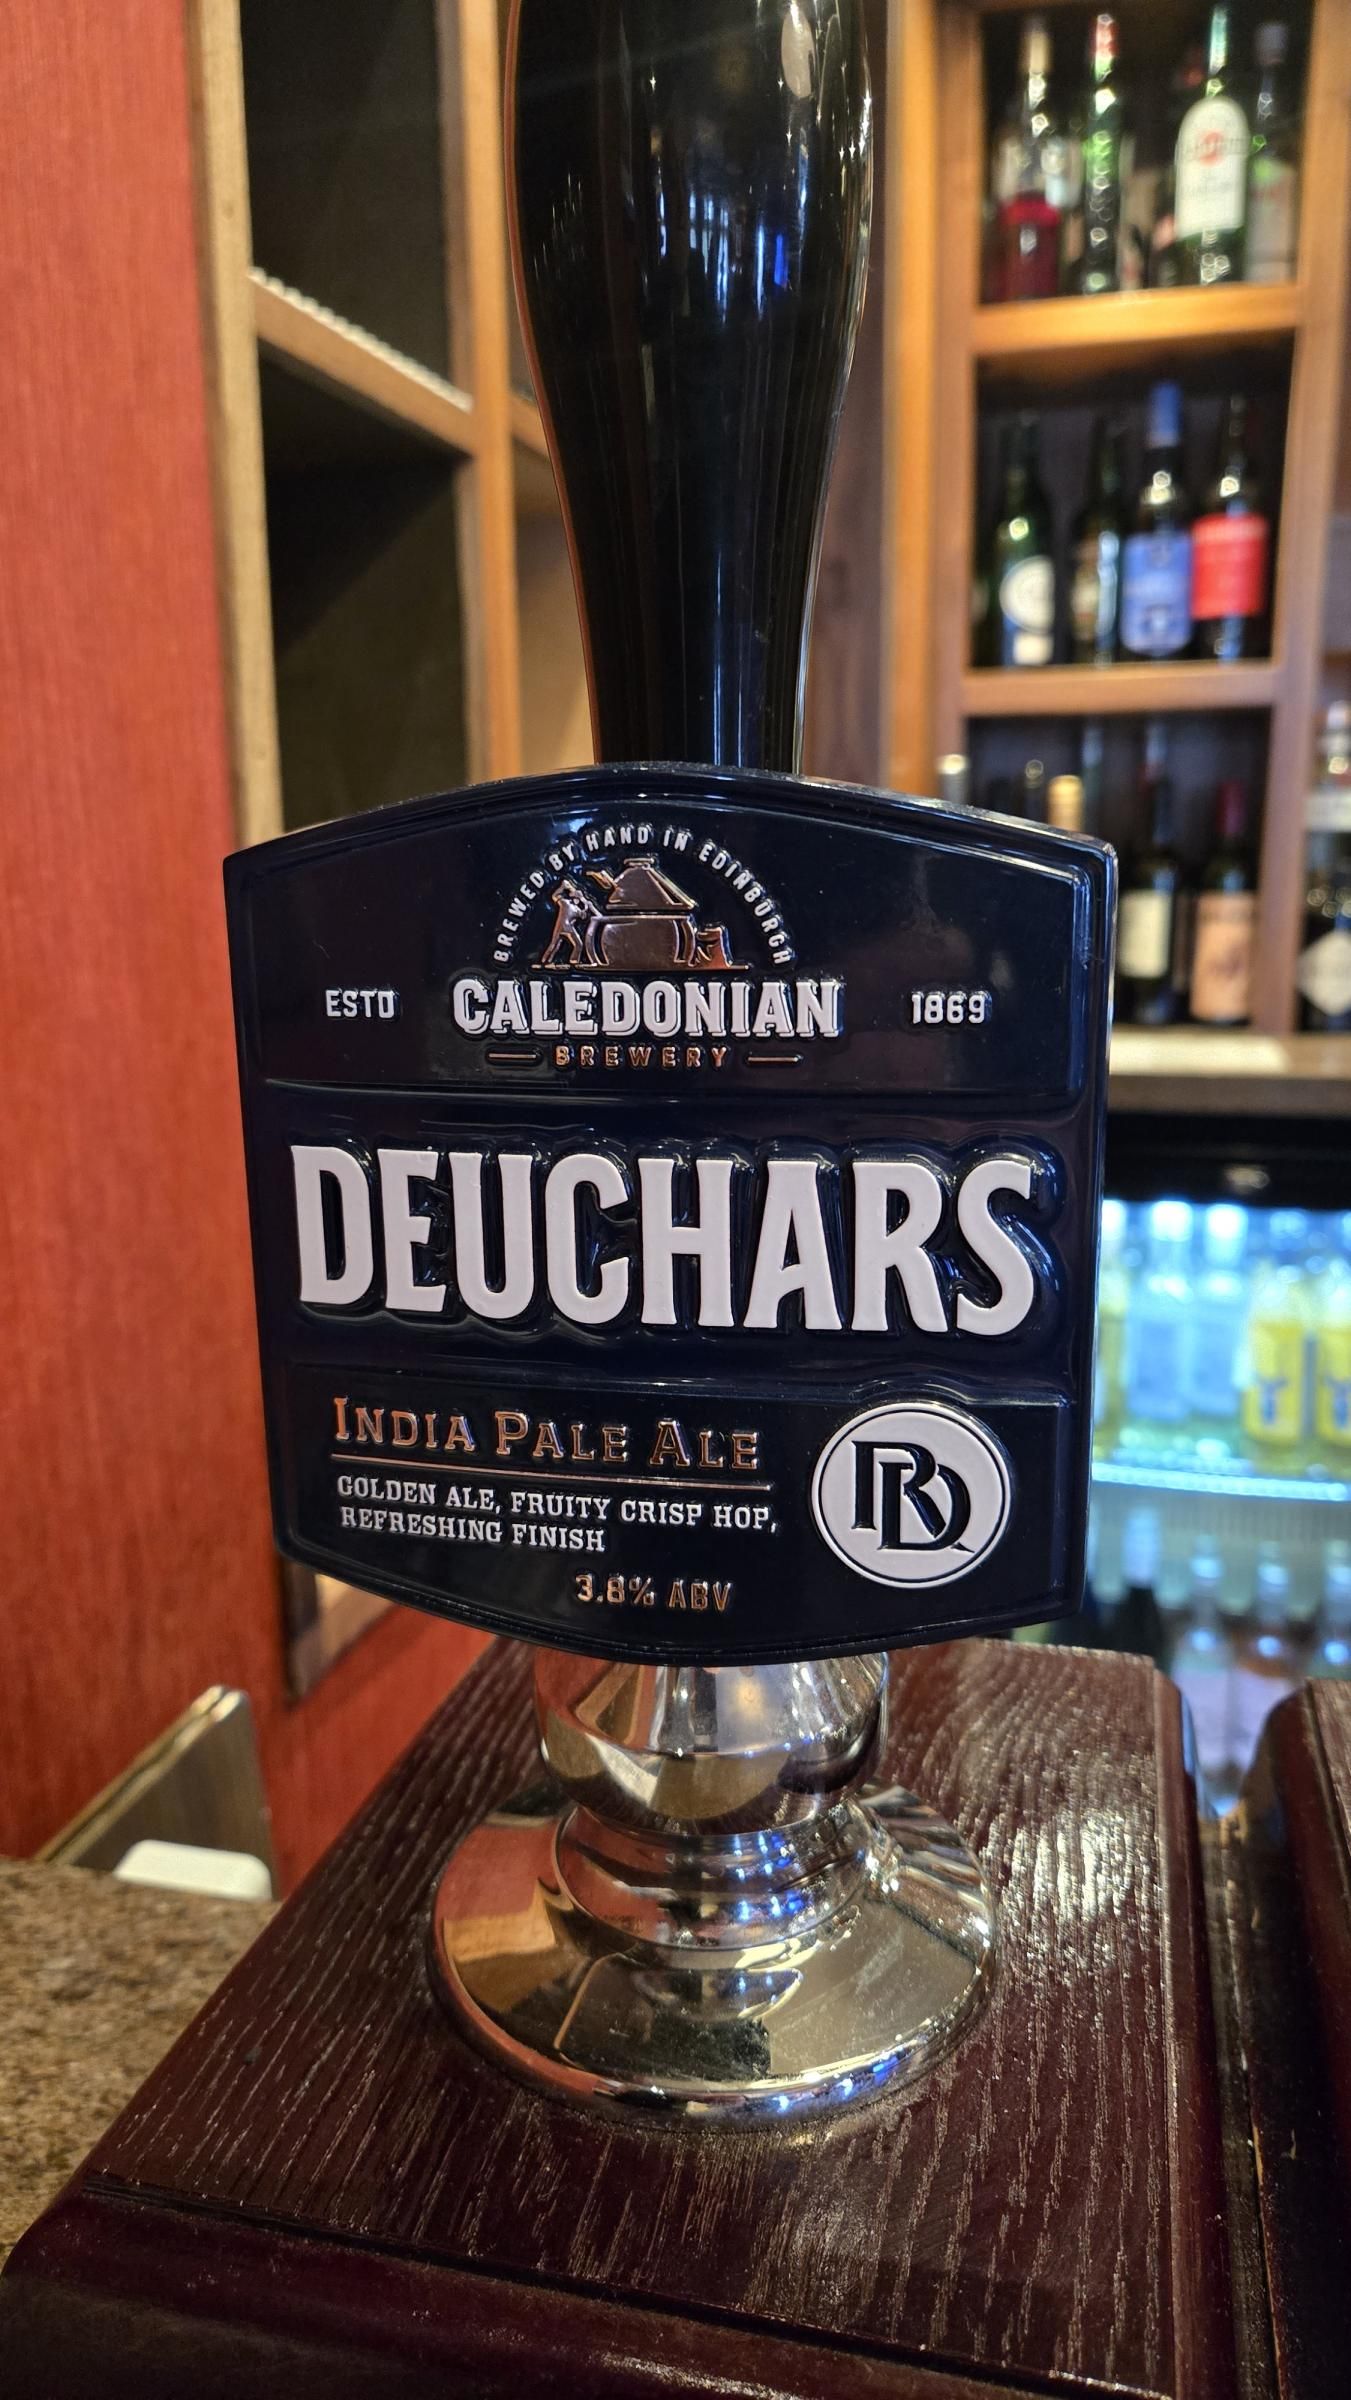 BREWED BY HAND IN EDINBURGH
ESTD CALEDONIAN 1869
BREWERY
DEUCHARS
INDIA PALE ALE
GOLDEN ALE, FRUITY CRISP HOP,
REFRESHING FINISH
RD
3.8% ABV